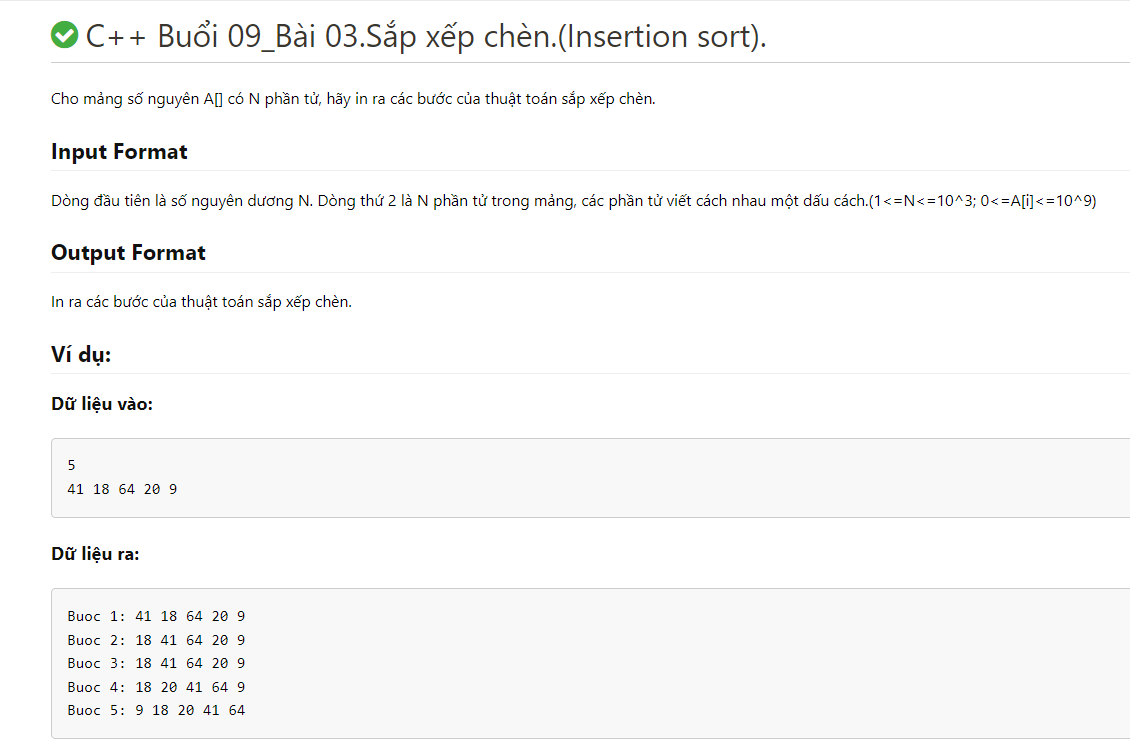 C++ Buổi 09_Bài 03.Sắp xếp chèn.(Insertion sort).
Cho mảng số nguyên A[] có N phần tử, hãy in ra các bước của thuật toán sắp xếp chèn.
Input Format
Dòng đầu tiên là số nguyên dương N. Dòng thứ 2 là N phần tử trong mảng, các phần tử viết cách nhau một dấu cách.(1<=N<=10^3; 0<=A[i]<=10^9)
Output Format
In ra các bước của thuật toán sắp xếp chèn.
Ví dụ:
Dữ liệu vào:
5
41 18 64 20 9
Dữ liệu ra:
Buoc 1: 41 18 64 20 9
Buoc 2: 18 41 64 20 9
Buoc 3: 18 41 64 20 9
Buoc 4: 18 20 41 64 9
Buoc 5: 9 18 20 41 64